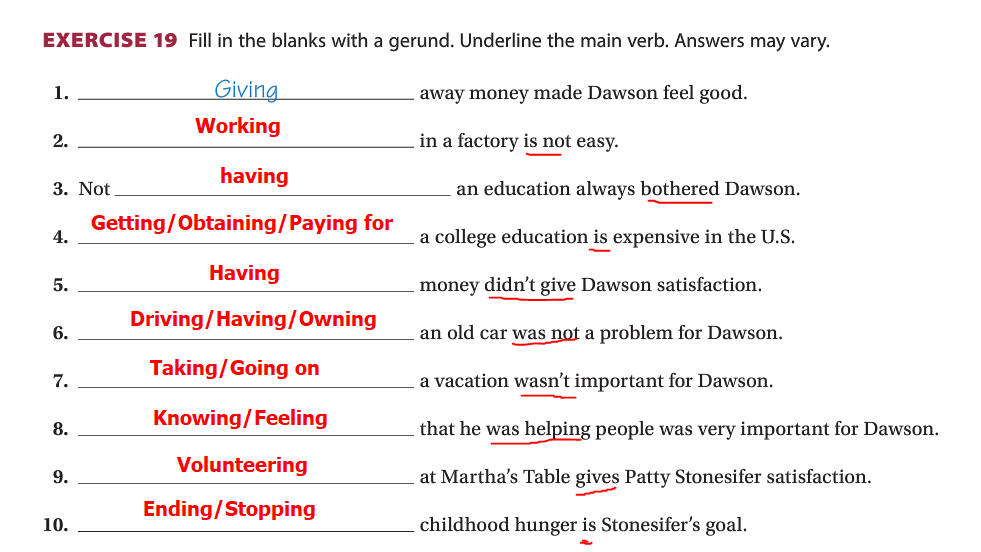 EXERCISE 19 Fill in the blanks with a gerund. Underline the main verb. Answers may vary.
1. Giving away money made Dawson feel good.
2. Working in a factory is not easy.
3. Not having an education always bothered Dawson.
4. Getting/Obtaining/Paying for a college education is expensive in the U.S.
5. Having money didn't give Dawson satisfaction.
6. Driving/Having/Owning an old car was not a problem for Dawson.
7. Taking/Going on a vacation wasn't important for Dawson.
8. Knowing/Feeling that he was helping people was very important for Dawson.
9. Volunteering at Martha's Table gives Patty Stonesifer satisfaction.
10. Ending/Stopping childhood hunger is Stonesifer's goal.